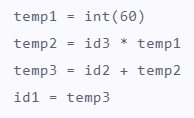 temp1 = int(60)
temp2 = id3 * temp1
temp3 = id2 + temp2
id1 = temp3